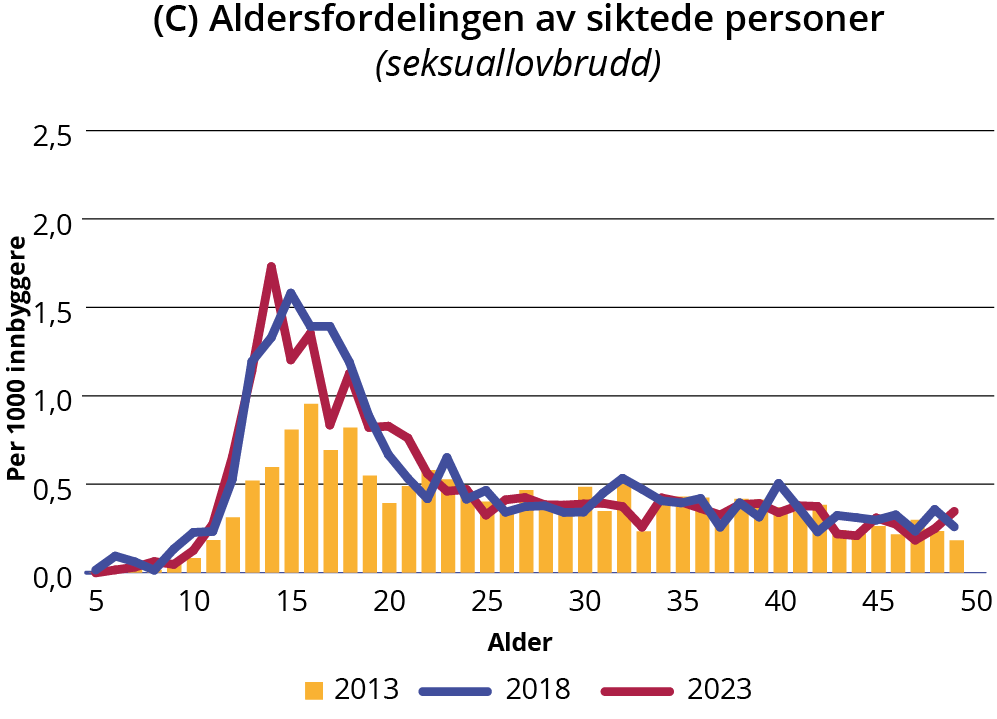 (C) Aldersfordelingen av siktede personer
(seksuallovbrudd)
Per 1000 innbyggere
2,5
2,0
1,5
1,0
0,5
0,0
5 10 15 20 25 30 35 40 45 50
Alder
2013 2018 2023